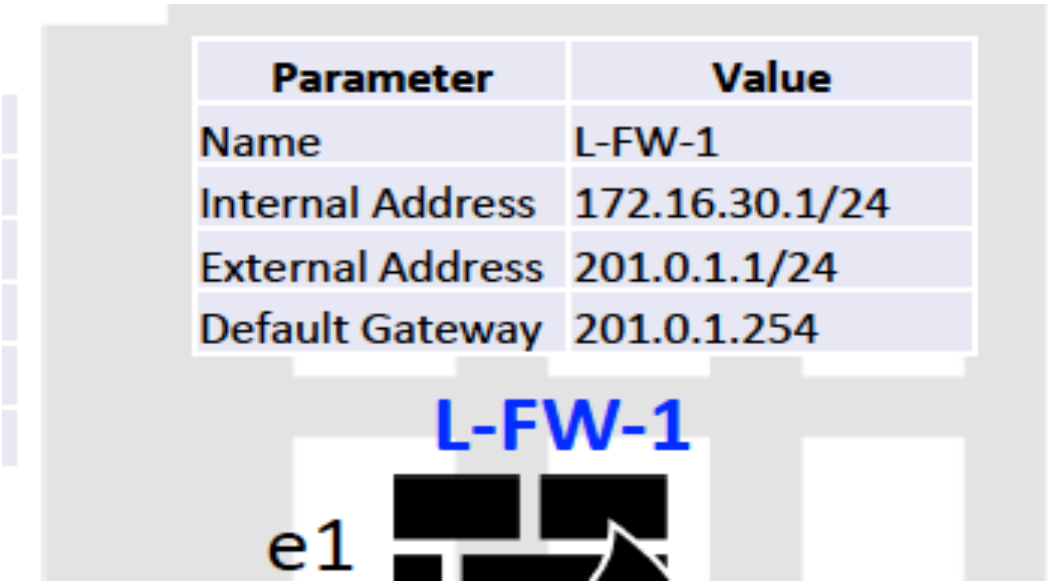 Parameter Value
Name L-FW-1
Internal Address 172.16.30.1/24
External Address 201.0.1.1/24
Default Gateway 201.0.1.254
L-FW-1
e1